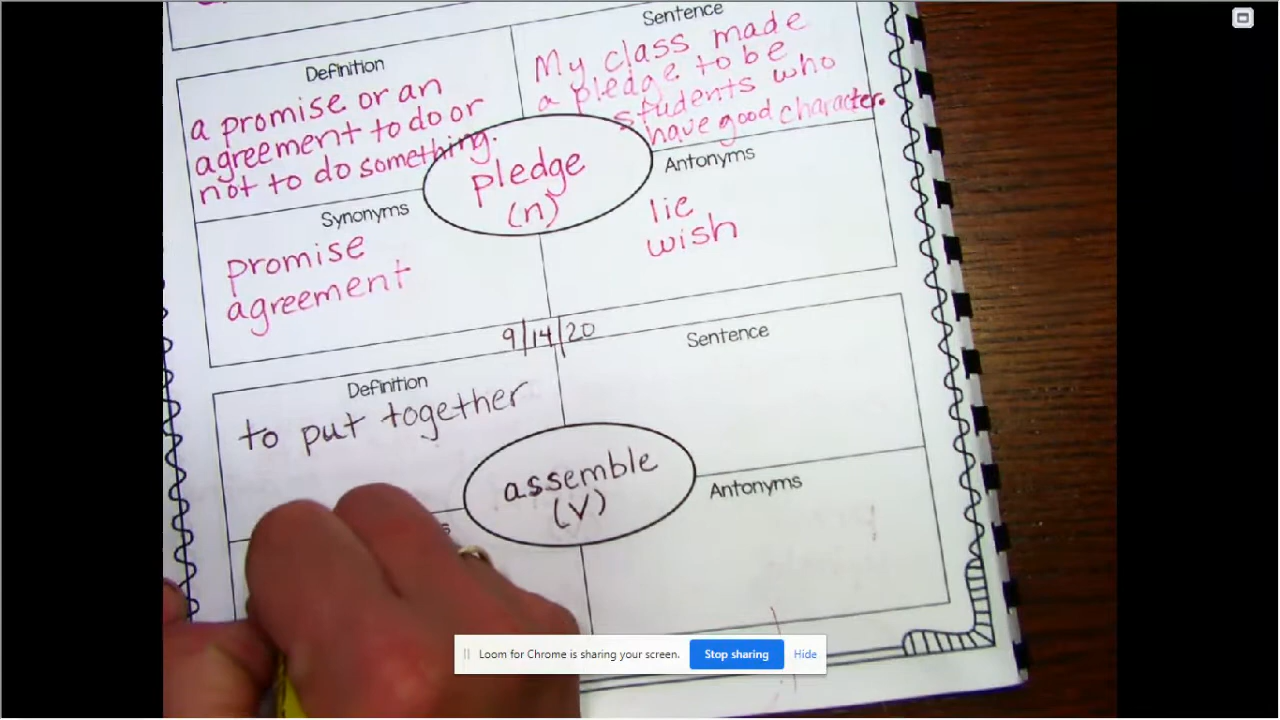 Definition
a promise or an
agreement to do or
not to do something.
Sentence
My class made
a pledge to be
students who
have good character.
pledge
(n)
Synonyms
promise
agreement
Antonyms
lie
wish
9/14/20
Definition
to put together
Sentence
assemble
(v)
Antonyms
Loom for Chrome is sharing your screen.
Stop sharing
Hide